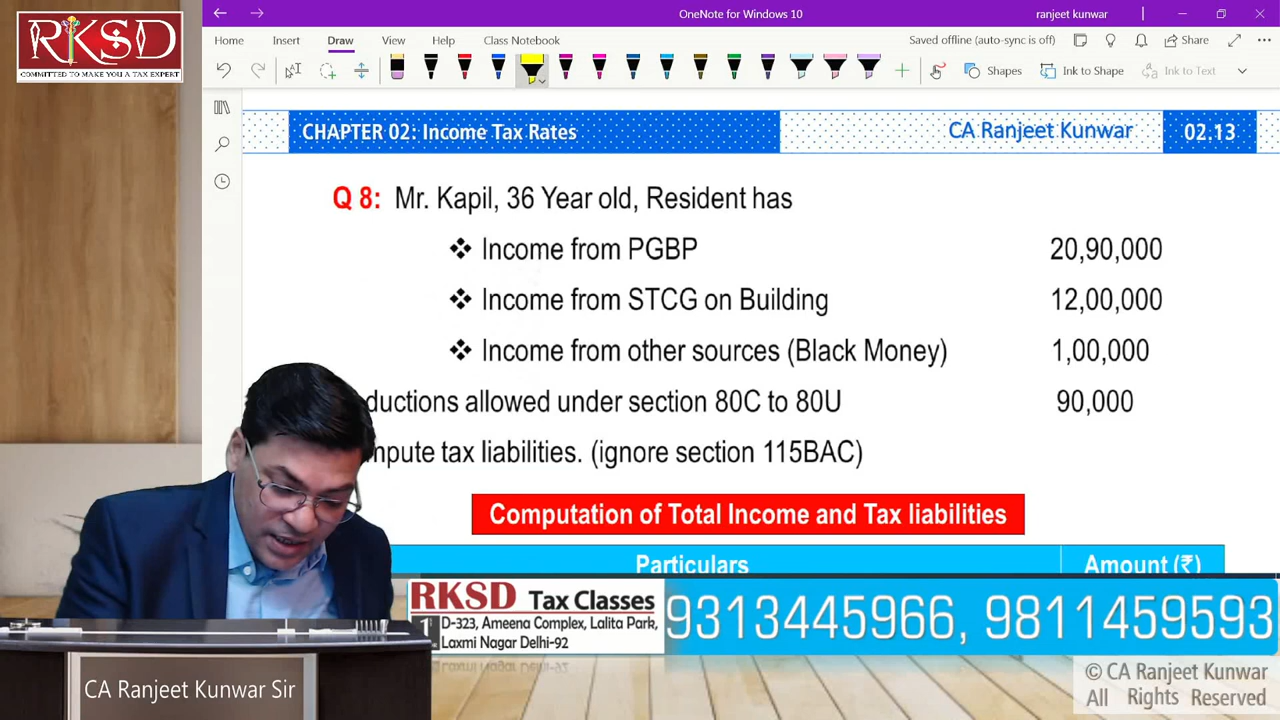 RKSD
COMMITTED TO MAKE YOU A TAX EXPERT
OneNote for Windows 10
ranjeet kunwar
Home Insert Draw View Help Class Notebook
Saved offline (auto-sync is off)
Share
Shapes
Ink to Shape
Ink to Text
CHAPTER 02: Income Tax Rates
CA Ranjeet Kunwar
02.13
Q 8: Mr. Kapil, 36 Year old, Resident has
❖ Income from PGBP 20,90,000
❖ Income from STCG on Building 12,00,000
❖ Income from other sources (Black Money) 1,00,000
ductions allowed under section 80C to 80U 90,000
mpute tax liabilities. (ignore section 115BAC)
Computation of Total Income and Tax liabilities
Particulars Amount (₹)
RKSD Tax Classes
D-323, Ameena Complex, Lalita Park,
Laxmi Nagar Delhi-92
9313445966, 9811459593
CA Ranjeet Kunwar Sir
© CA Ranjeet Kunwar
All Rights Reserved